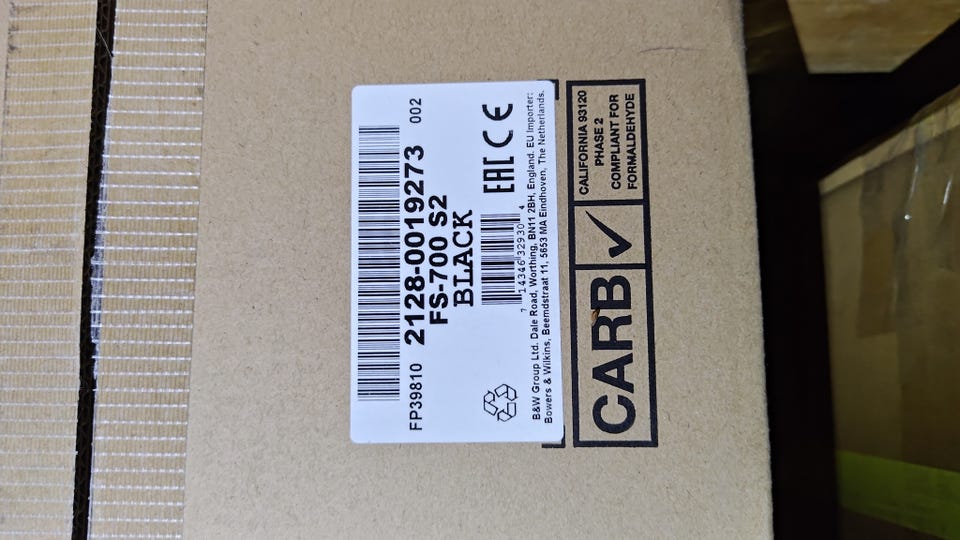 FP39810 2128-0019273 002
FS-700 S2
BLACK
7 14346 32930 4
EAC CE
B&W Group Ltd. Dale Road, Worthing, BN11 2BH, England. EU Importer:
Bowers & Wilkins, Beemdstraat 11, 5653 MA Eindhoven, The Netherlands.
CARB
CALIFORNIA 93120
PHASE 2
COMPLIANT FOR
FORMALDEHYDE